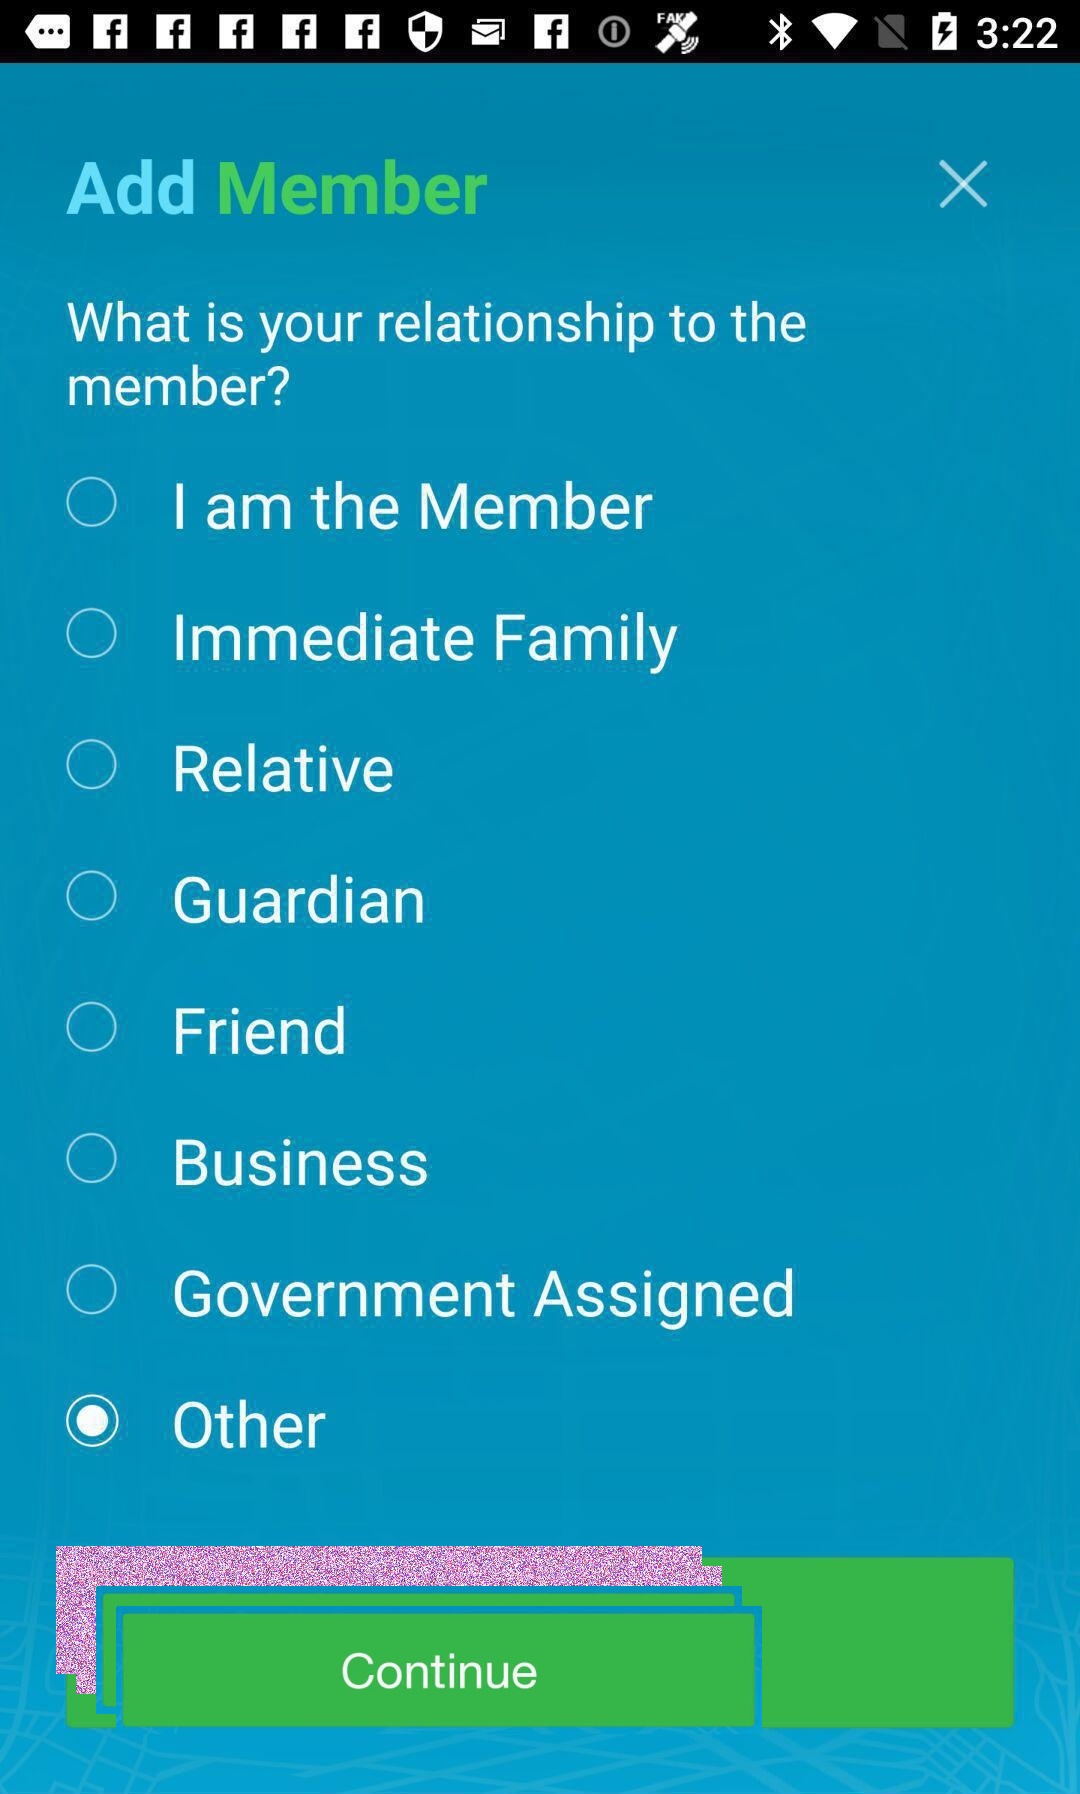 3:22
Add Member
What is your relationship to the
member?
I am the Member
Immediate Family
Relative
Guardian
Friend
Business
Government Assigned
Other
Continue